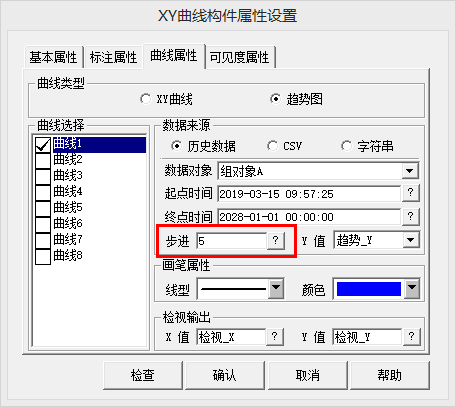 XY曲线构件属性设置
基本属性 标注属性 曲线属性 可见度属性
曲线类型
XY曲线 趋势图
曲线选择
曲线1
曲线2
曲线3
曲线4
曲线5
曲线6
曲线7
曲线8
数据来源
历史数据 CSV 字符串
数据对象 组对象A
起点时间 2019-03-15 09:57:25 ?
终点时间 2028-01-01 00:00:00 ?
步进 5 ? Y 值 趋势_Y
画笔属性
线型 颜色
检视输出
X 值 检视_X ? Y 值 检视_Y ?
检查 确认 取消 帮助